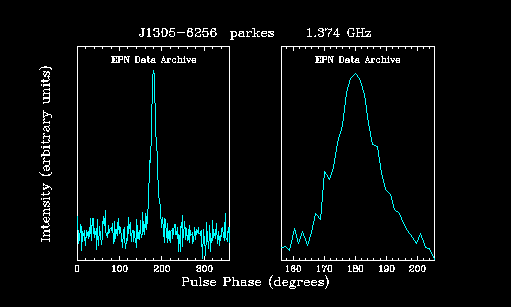 J1305-6256 parkes 1.374 GHz
EPN Data Archive
EPN Data Archive
Intensity (arbitrary units)
0 100 200 300
160 170 180 190 200
Pulse Phase (degrees)